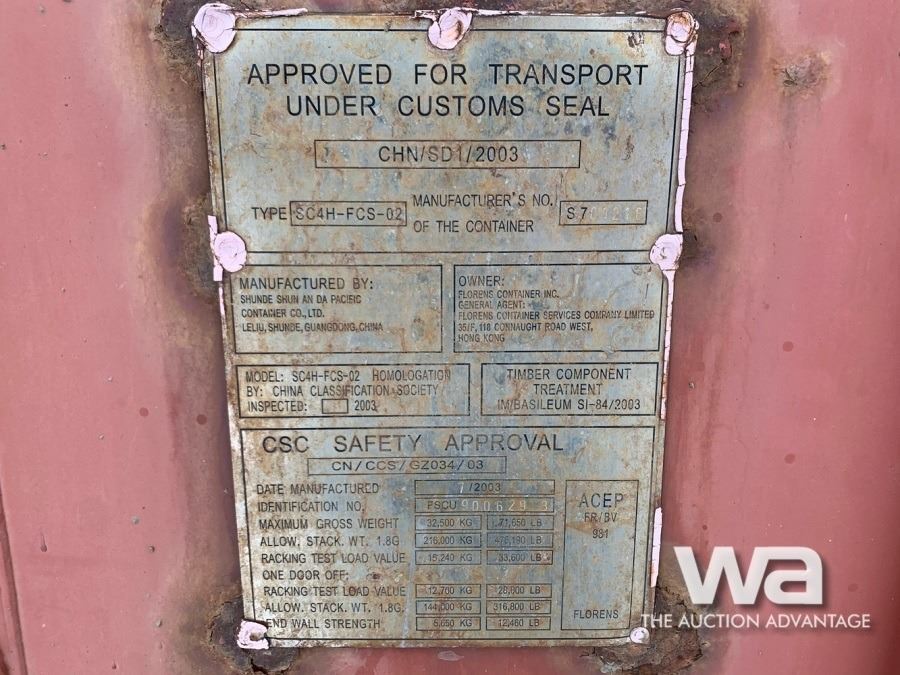 APPROVED FOR TRANSPORT
UNDER CUSTOMS SEAL
CHN/SD1/2003
TYPE SC4H-FCS-02 MANUFACTURER'S NO.
OF THE CONTAINER
MANUFACTURED BY:
SHUNDE SHUN AN DA PACIFIC
CONTAINER CO., LTD.
LELIU, SHUNDE, GUANGDONG, CHINA
OWNER:
FLORENS CONTAINER INC.
GENERAL AGENT:
FLORENS CONTAINER SERVICES COMPANY LIMITED
35/F, 118 CONNAUGHT ROAD WEST,
HONG KONG
MODEL: SC4H-FCS-02 HOMOLOGATION
BY: CHINA CLASSIFICATION SOCIETY
INSPECTED: 2003
TIMBER COMPONENT
TREATMENT
IM/BASILEUM SI-84/2003
CSC SAFETY APPROVAL
CN/CCS/GZ034/03
DATE MANUFACTURED 7/2003
IDENTIFICATION NO. FSCU 900629 3
MAXIMUM GROSS WEIGHT 32,500 KG 71,650 LB
ALLOW. STACK. WT. 1.8G 216,000 KG 476,190 LB
RACKING TEST LOAD VALUE 15,240 KG 33,600 LB
ONE DOOR OFF:
RACKING TEST LOAD VALUE 12,700 KG 28,000 LB
ALLOW. STACK. WT. 1.8G. 144,000 KG 316,800 LB
END WALL STRENGTH 5,650 KG 12,460 LB
ACEP
FR/BV
981
FLORENS
wa
THE AUCTION ADVANTAGE